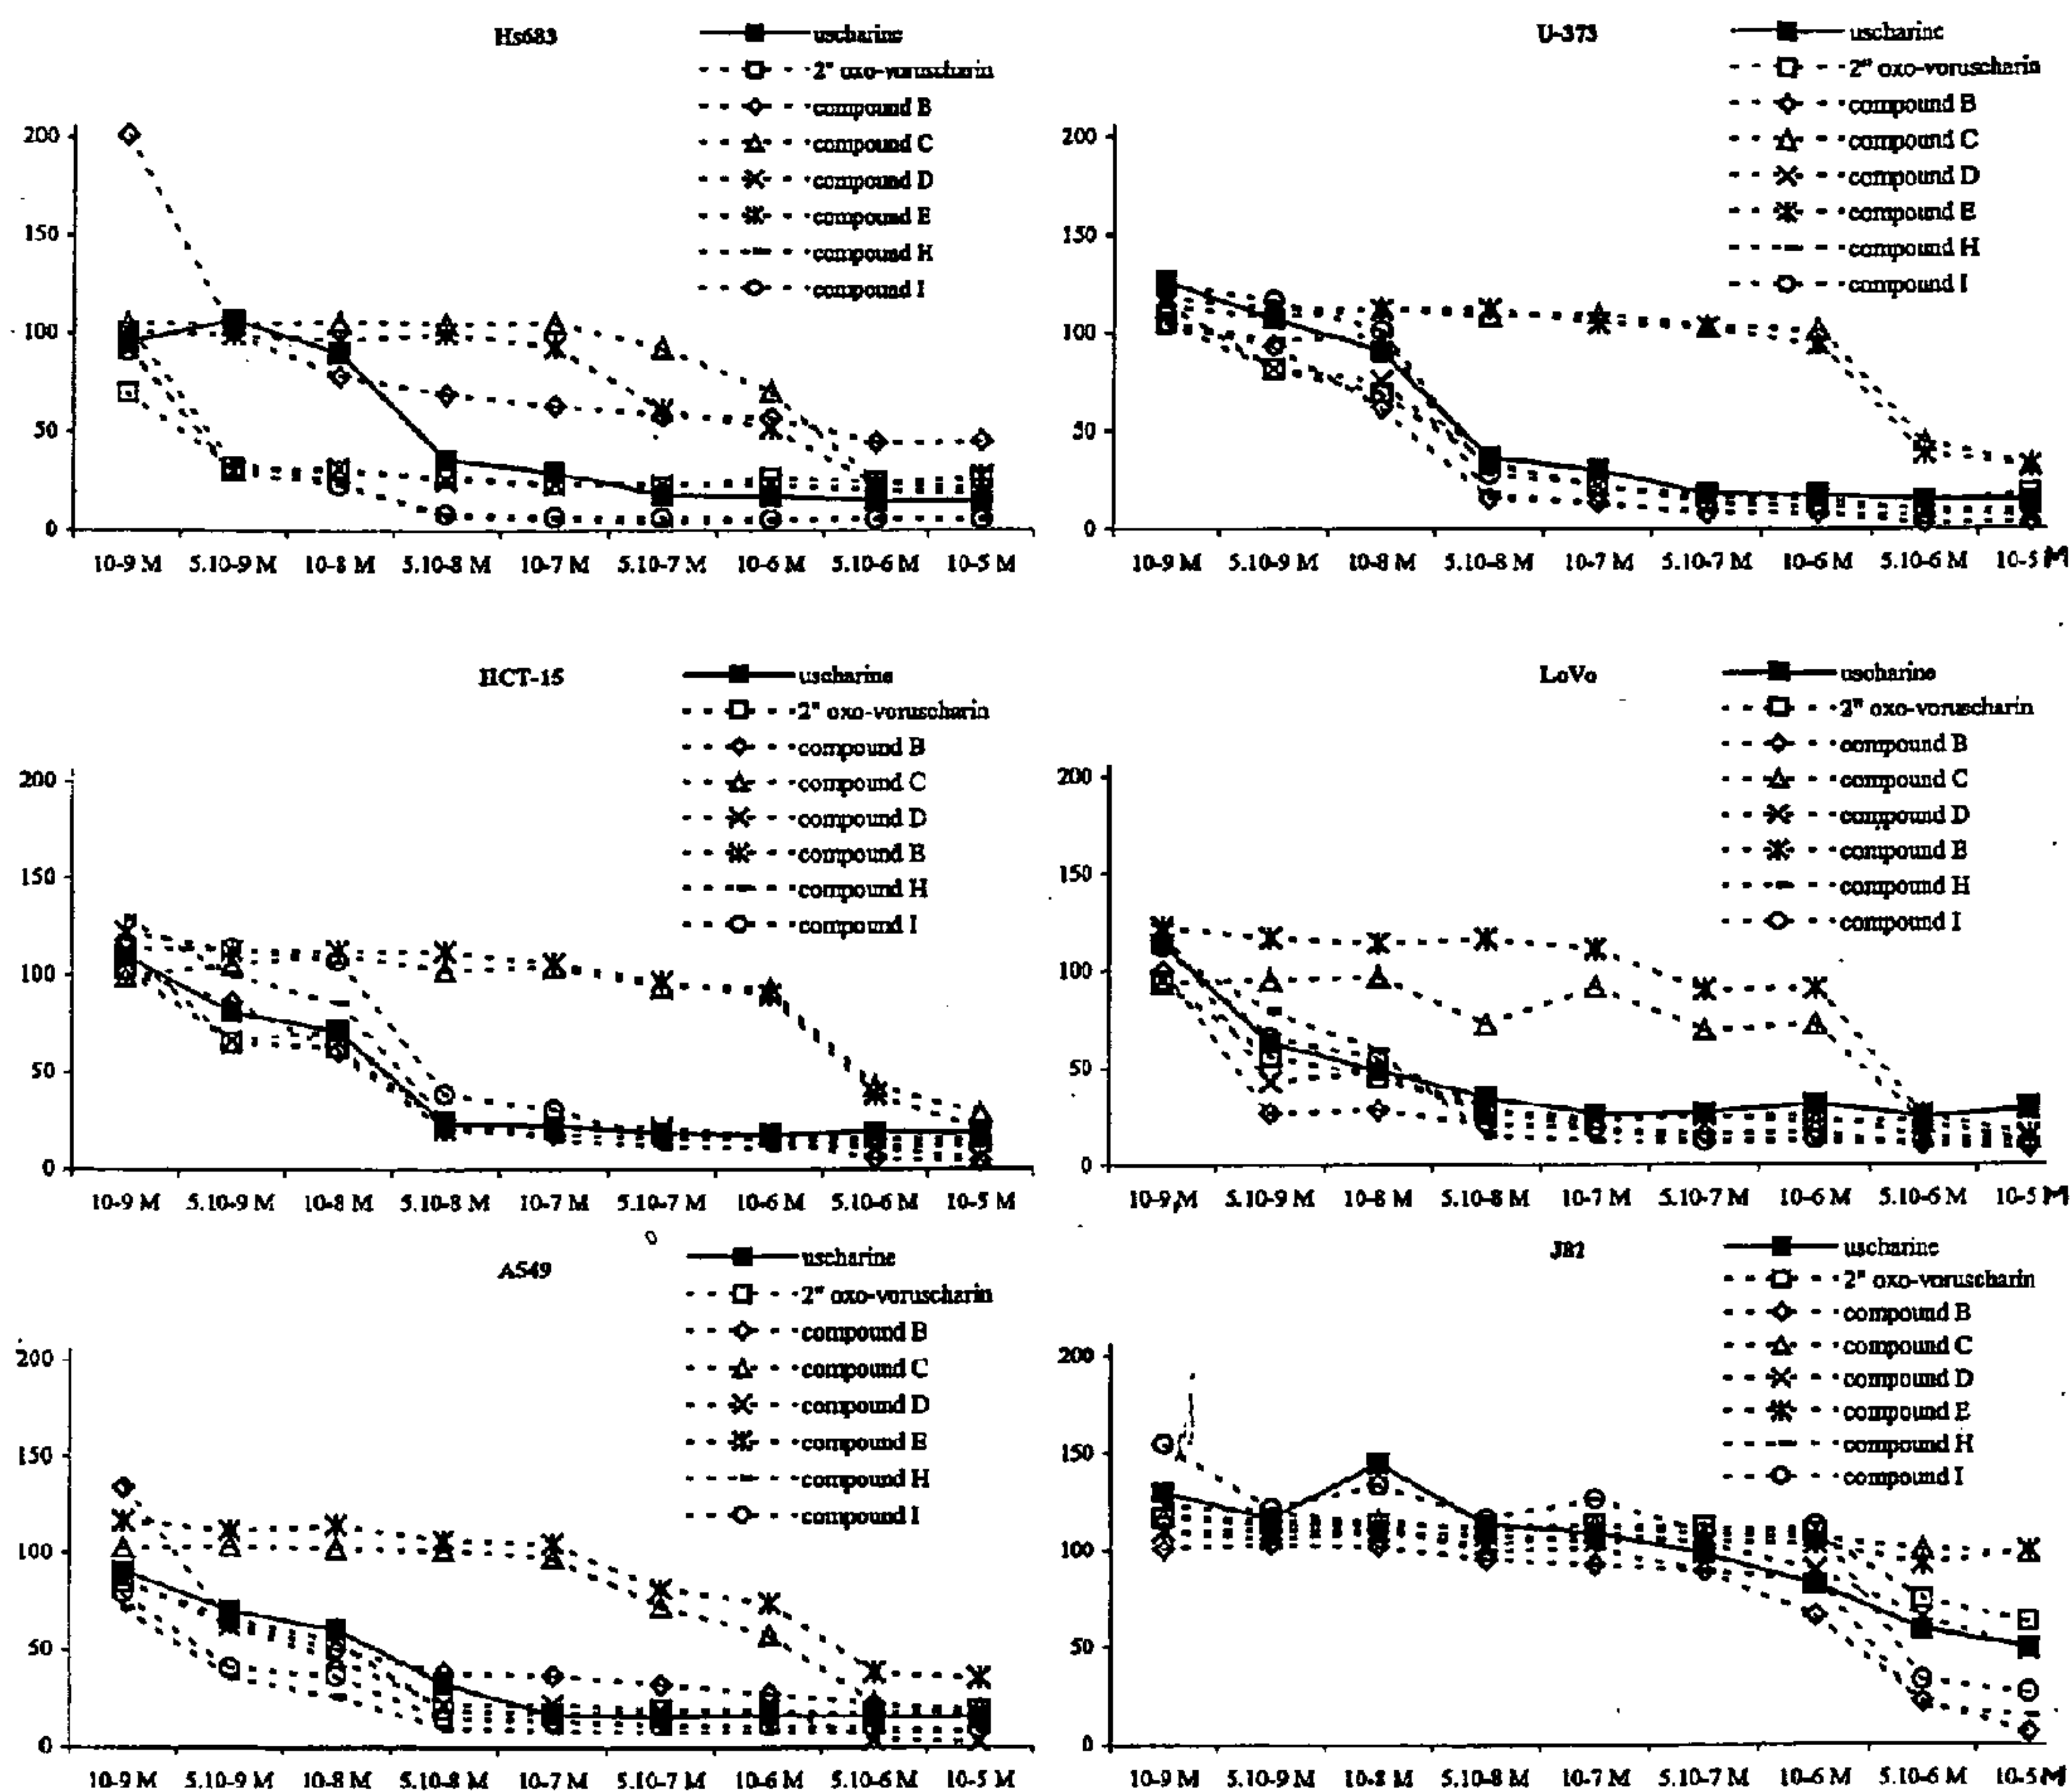 Hs683
uscharine
2" oxo-voruscharin
compound B
compound C
compound D
compound E
compound H
compound I
200
150
100
50
0
10-9 M 5.10-9 M 10-8 M 5.10-8 M 10-7 M 5.10-7 M 10-6 M 5.10-6 M 10-5 M
U-373
uscharine
2" oxo-voruscharin
compound B
compound C
compound D
compound E
compound H
compound I
200
150
100
50
0
10-9 M 5.10-9 M 10-8 M 5.10-8 M 10-7 M 5.10-7 M 10-6 M 5.10-6 M 10-5 M
HCT-15
uscharine
2" oxo-voruscharin
compound B
compound C
compound D
compound E
compound H
compound I
200
150
100
50
0
10-9 M 5.10-9 M 10-8 M 5.10-8 M 10-7 M 5.10-7 M 10-6 M 5.10-6 M 10-5 M
LoVo
uscharine
2" oxo-voruscharin
compound B
compound C
compound D
compound E
compound H
compound I
200
150
100
50
0
10-9 M 5.10-9 M 10-8 M 5.10-8 M 10-7 M 5.10-7 M 10-6 M 5.10-6 M 10-5 M
A549
uscharine
2" oxo-voruscharin
compound B
compound C
compound D
compound E
compound H
compound I
200
150
100
50
0
10-9 M 5.10-9 M 10-8 M 5.10-8 M 10-7 M 5.10-7 M 10-6 M 5.10-6 M 10-5 M
J82
uscharine
2" oxo-voruscharin
compound B
compound C
compound D
compound E
compound H
compound I
200
150
100
50
0
10-9 M 5.10-9 M 10-8 M 5.10-8 M 10-7 M 5.10-7 M 10-6 M 5.10-6 M 10-5 M